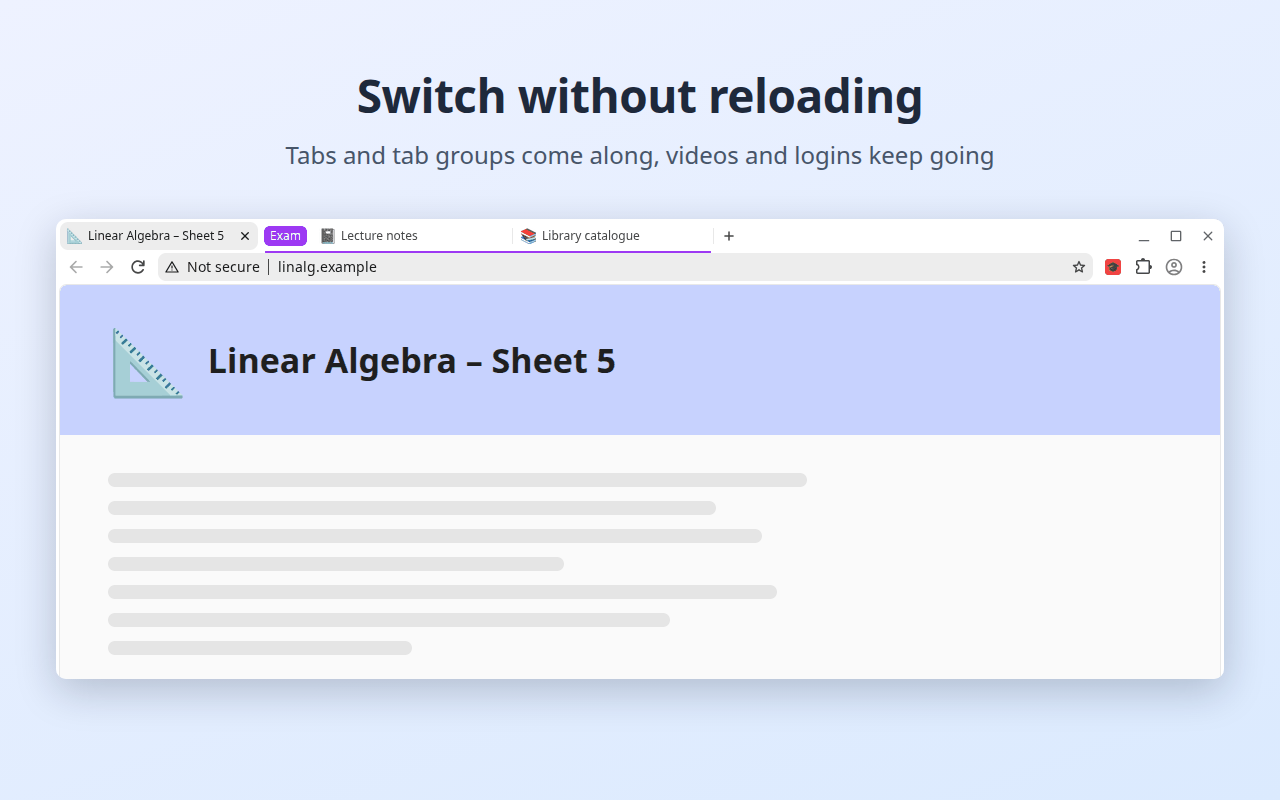 Switch without reloading
Tabs and tab groups come along, videos and logins keep going
Linear Algebra – Sheet 5 Exam Lecture notes Library catalogue
Not secure linalg.example
Linear Algebra – Sheet 5